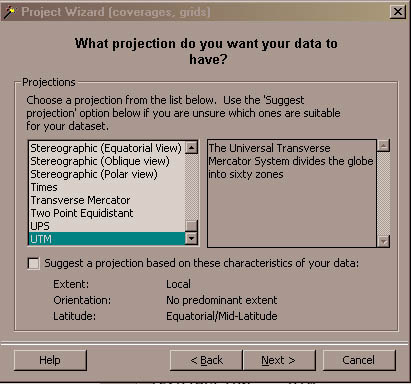 Project Wizard (coverages, grids)
What projection do you want your data to
have?
Projections
Choose a projection from the list below. Use the 'Suggest
projection' option below if you are unsure which ones are suitable
for your dataset.
Stereographic (Equatorial View)
Stereographic (Oblique view)
Stereographic (Polar view)
Times
Transverse Mercator
Two Point Equidistant
UPS
UTM
The Universal Transverse
Mercator System divides the globe
into sixty zones
Suggest a projection based on these characteristics of your data:
Extent: Local
Orientation: No predominant extent
Latitude: Equatorial/Mid-Latitude
Help < Back Next > Cancel